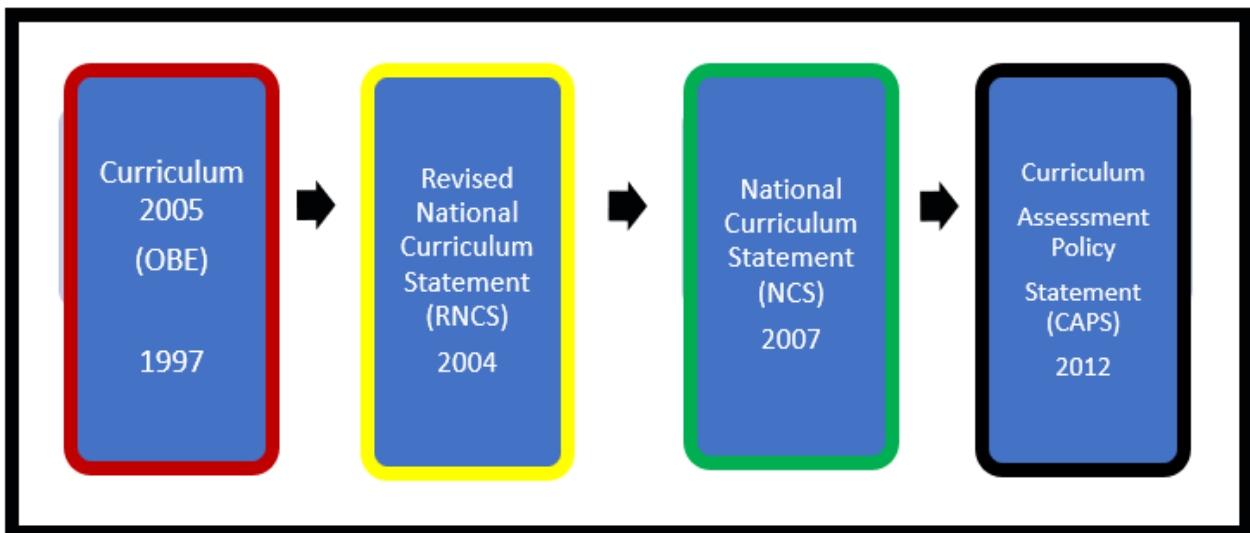 Curriculum
2005
(OBE)
1997
Revised
National
Curriculum
Statement
(RNCS)
2004
National
Curriculum
Statement
(NCS)
2007
Curriculum
Assessment
Policy
Statement
(CAPS)
2012